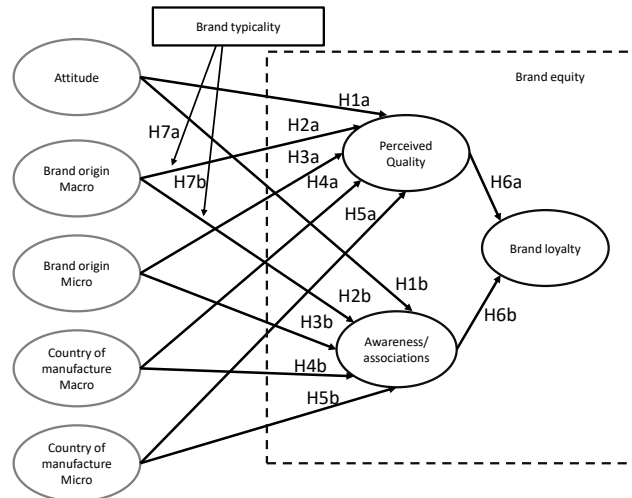 Brand typicality
Brand equity
Attitude
H1a
H2a
H7a
Perceived
Quality
H3a
Brand origin
Macro
H4a
H7b
H6a
H5a
Brand loyalty
Brand origin
Micro
H1b
H2b
H6b
H3b
Awareness/
associations
Country of
manufacture
Macro
H4b
H5b
Country of
manufacture
Micro